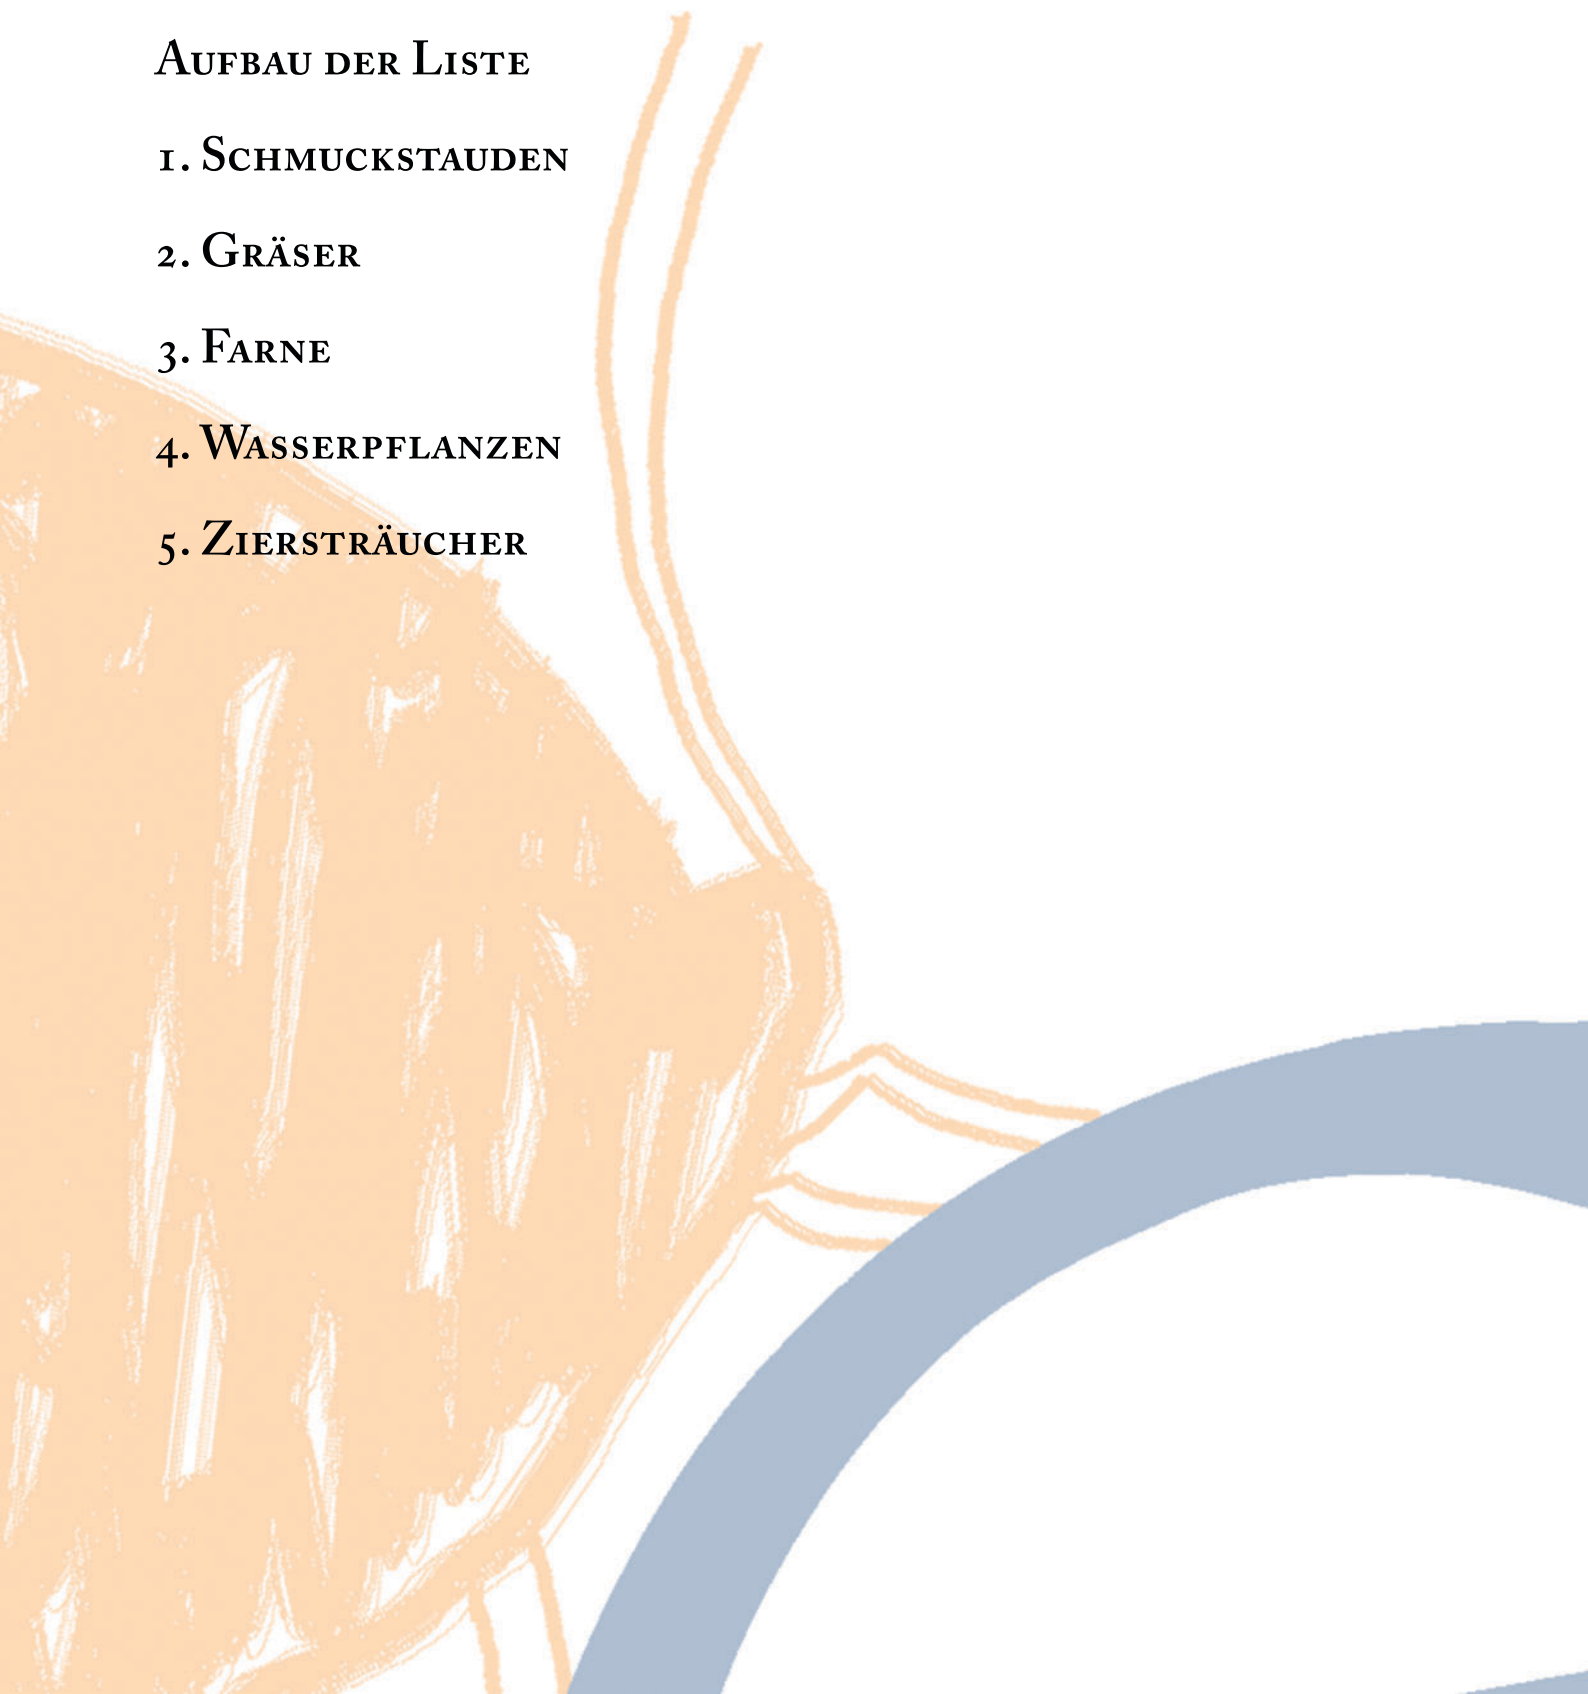 Aufbau der Liste
1. Schmuckstauden
2. Gräser
3. Farne
4. Wasserpflanzen
5. Ziersträucher